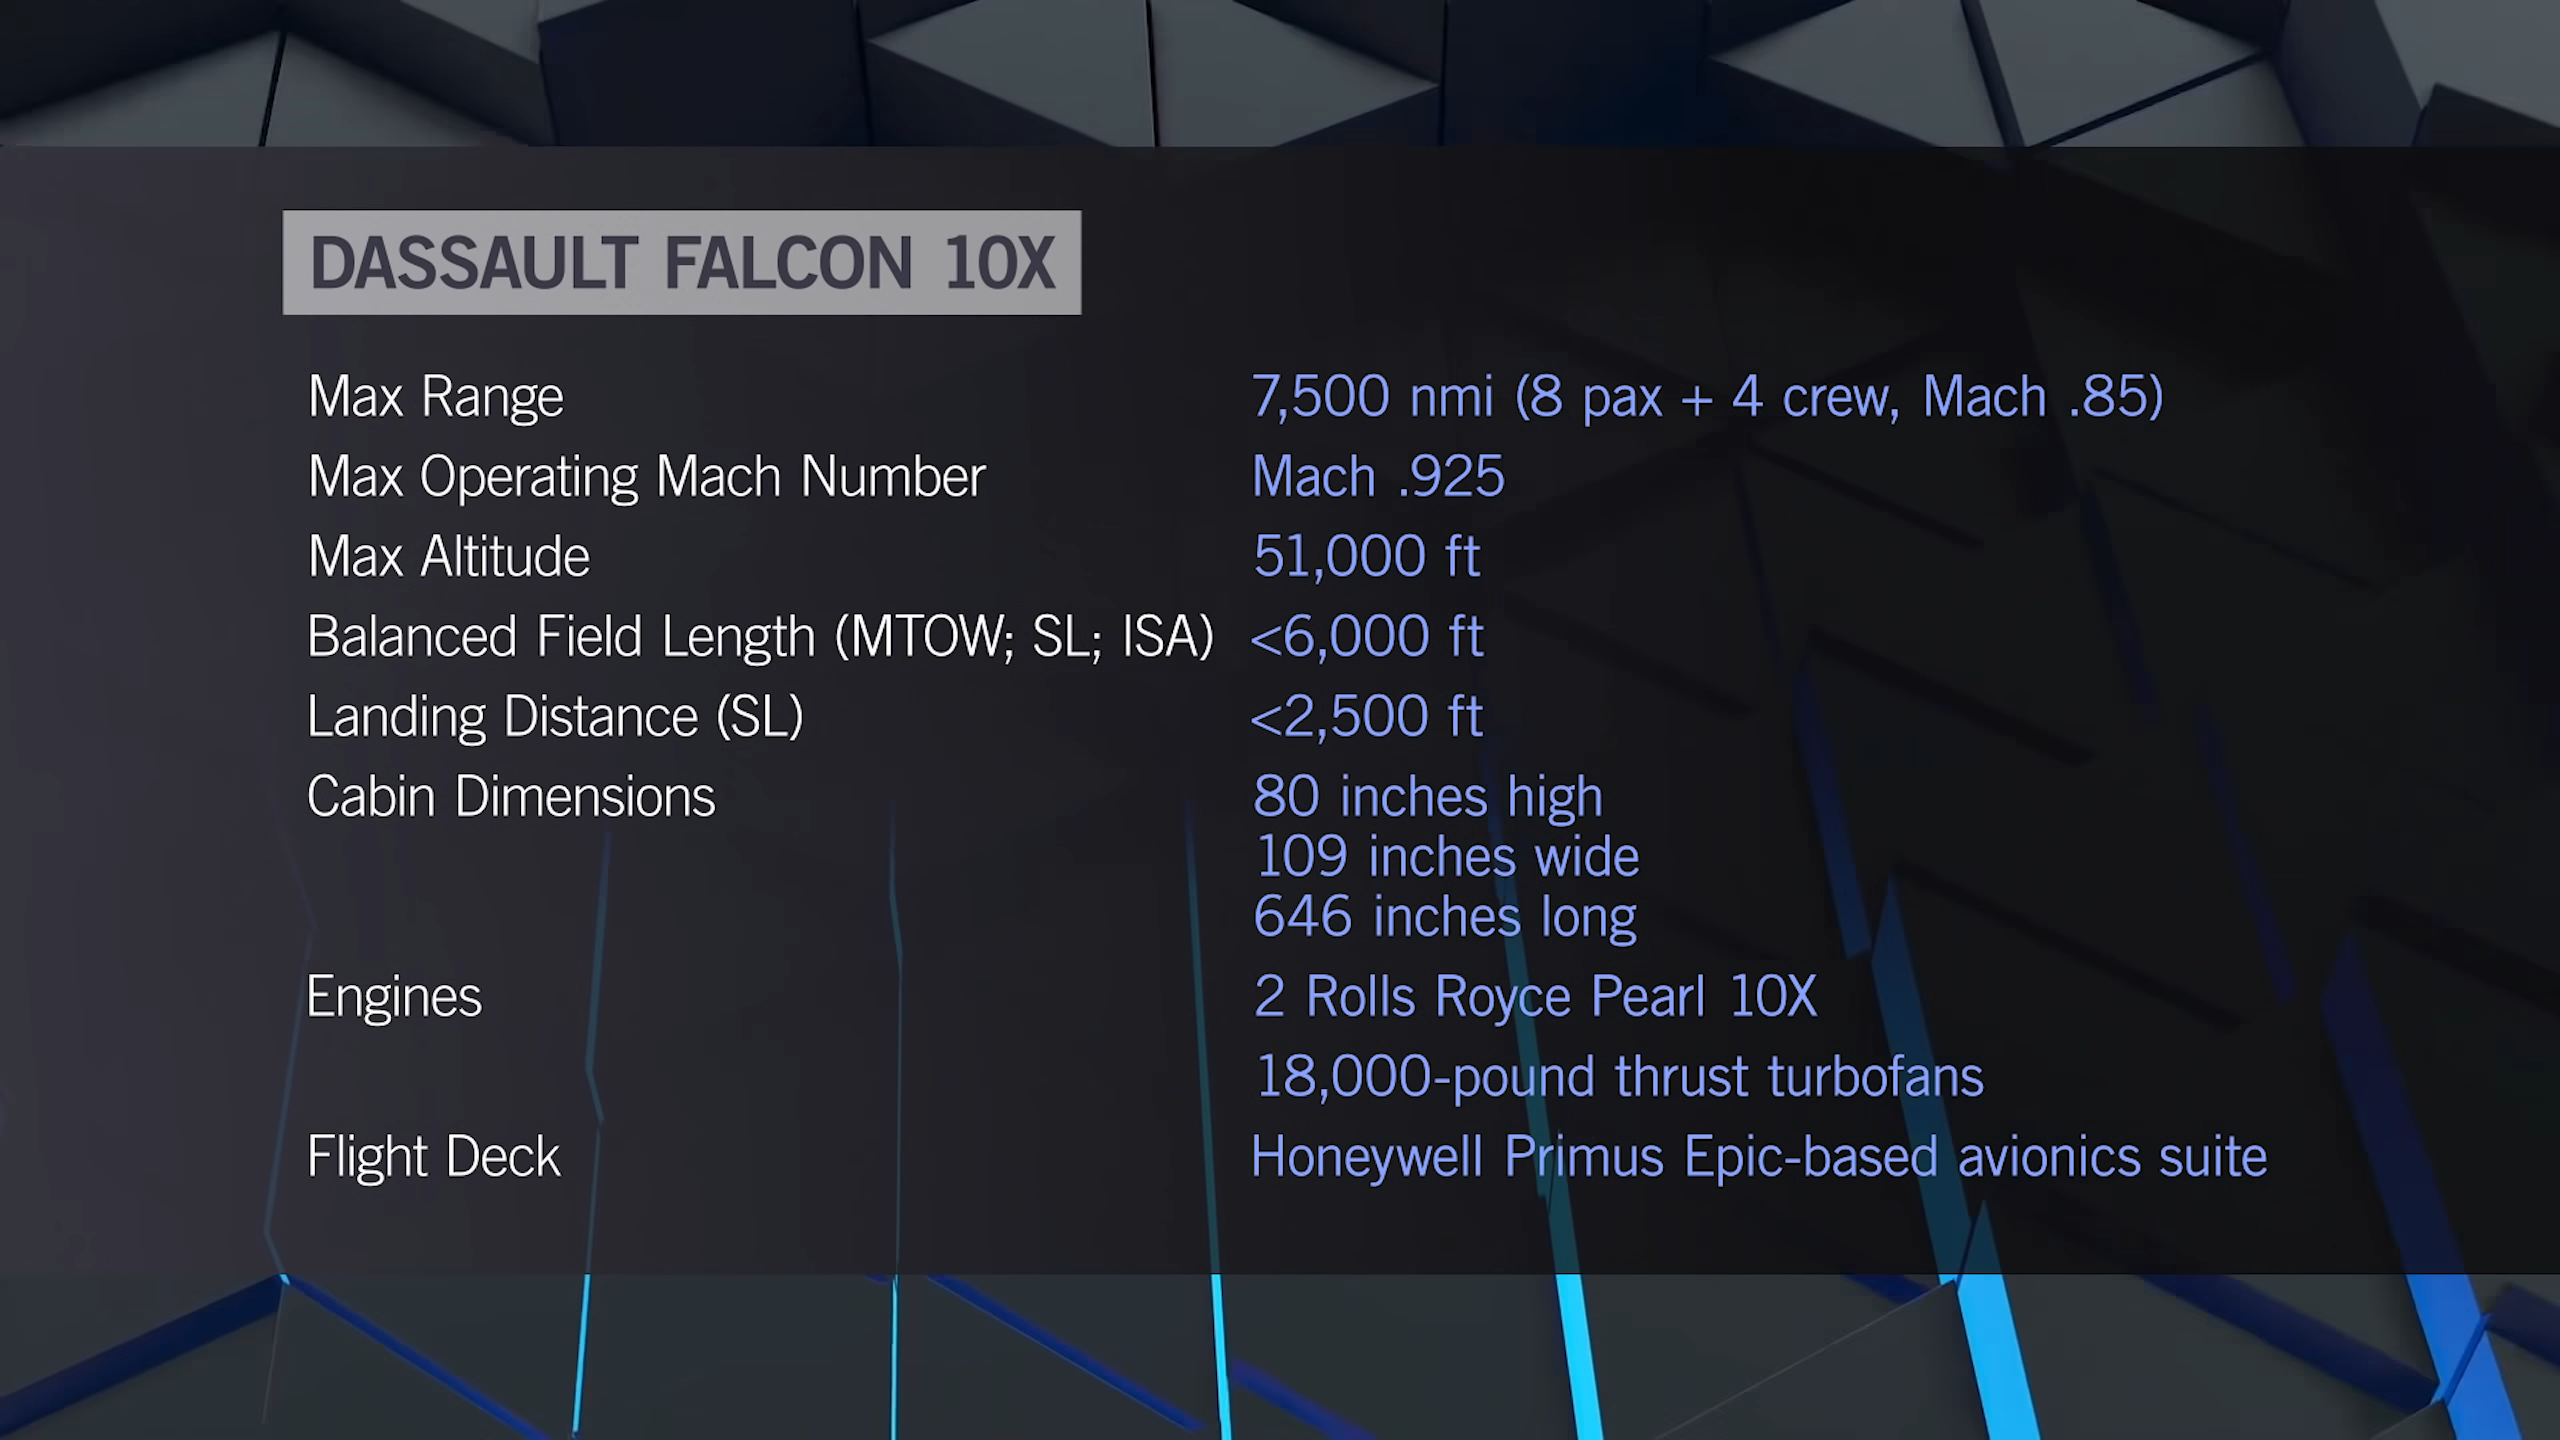 DASSAULT FALCON 10X
Max Range 7,500 nmi (8 pax + 4 crew, Mach .85)
Max Operating Mach Number Mach .925
Max Altitude 51,000 ft
Balanced Field Length (MTOW; SL; ISA) <6,000 ft
Landing Distance (SL) <2,500 ft
Cabin Dimensions 80 inches high
109 inches wide
646 inches long
Engines 2 Rolls Royce Pearl 10X
18,000-pound thrust turbofans
Flight Deck Honeywell Primus Epic-based avionics suite